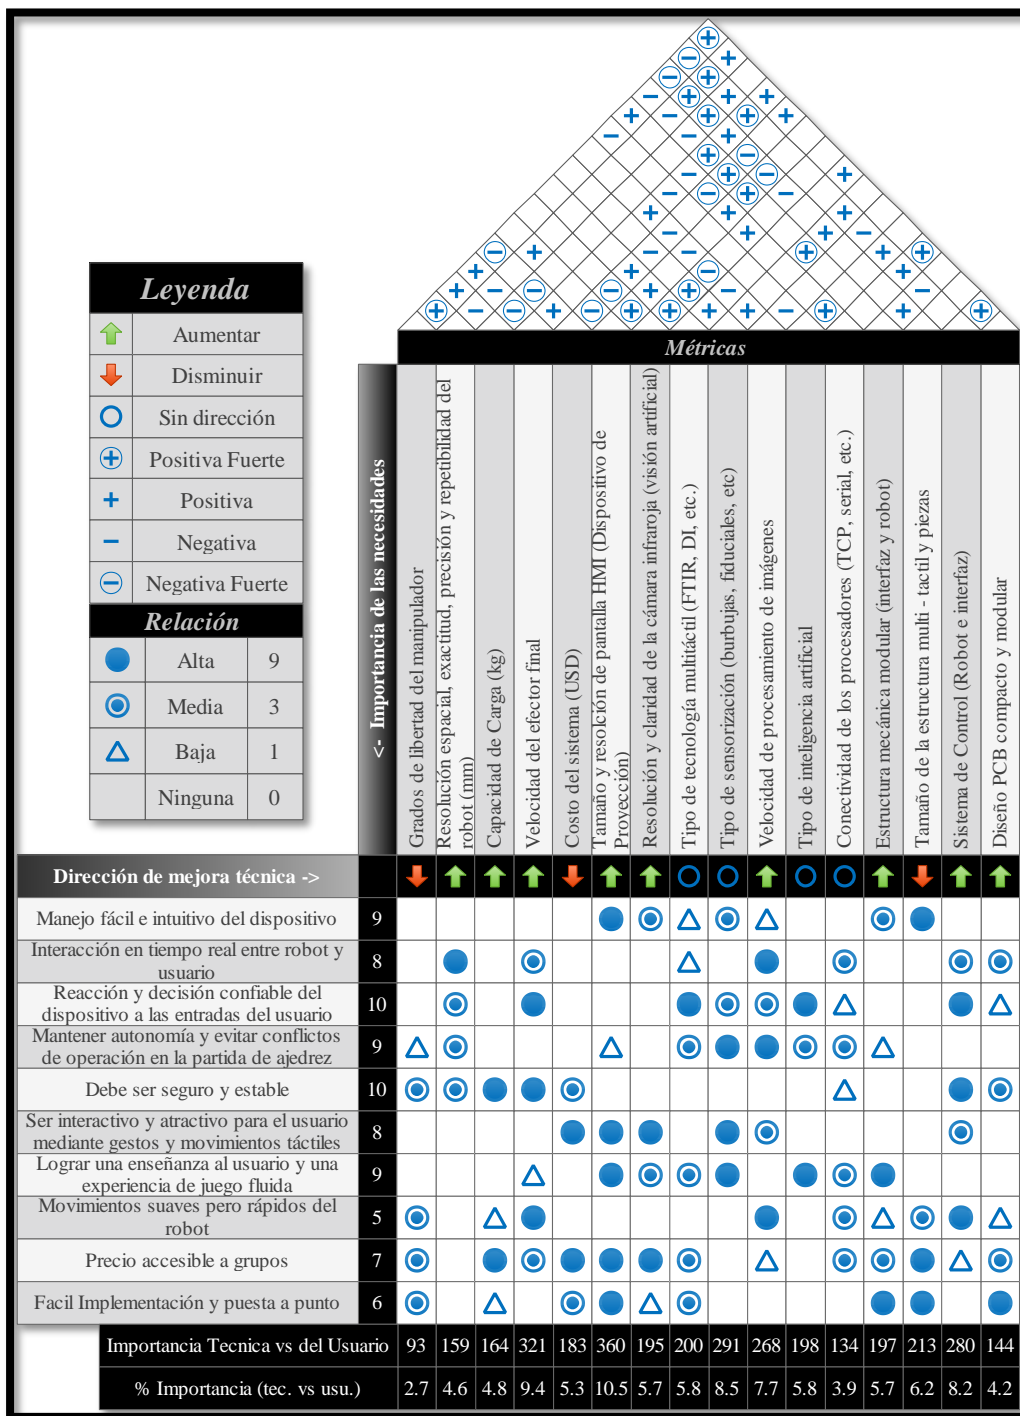 Leyenda
Aumentar
Disminuir
Sin dirección
Positiva Fuerte
Positiva
Negativa
Negativa Fuerte
Relación
Alta 9
Media 3
Baja 1
Ninguna 0
Métricas
<- Importancia de las necesidades
Grados de libertad del manipulador
Resolución espacial, exactitud, precisión y repetibilidad del
robot (mm)
Capacidad de Carga (kg)
Velocidad del efector final
Costo del sistema (USD)
Tamaño y resolción de pantalla HMI (Dispositivo de
Proyección)
Resolución y claridad de la cámara infraroja (visión artificial)
Tipo de tecnología multitáctil (FTIR, DI, etc.)
Tipo de sensorización (burbujas, fiduciales, etc)
Velocidad de procesamiento de imágenes
Tipo de inteligencia artificial
Conectividad de los procesadores (TCP, serial, etc.)
Estructura mecánica modular (interfaz y robot)
Tamaño de la estructura multi - tactil y piezas
Sistema de Control (Robot e interfaz)
Diseño PCB compacto y modular
Dirección de mejora técnica ->
Manejo fácil e intuitivo del dispositivo 9
Interacción en tiempo real entre robot y
usuario 8
Reacción y decisión confiable del
dispositivo a las entradas del usuario 10
Mantener autonomía y evitar conflictos
de operación en la partida de ajedrez 9
Debe ser seguro y estable 10
Ser interactivo y atractivo para el usuario
mediante gestos y movimientos táctiles 8
Lograr una enseñanza al usuario y una
experiencia de juego fluida 9
Movimientos suaves pero rápidos del
robot 5
Precio accesible a grupos 7
Facil Implementación y puesta a punto 6
Importancia Tecnica vs del Usuario 93 159 164 321 183 360 195 200 291 268 198 134 197 213 280 144
% Importancia (tec. vs usu.) 2.7 4.6 4.8 9.4 5.3 10.5 5.7 5.8 8.5 7.7 5.8 3.9 5.7 6.2 8.2 4.2